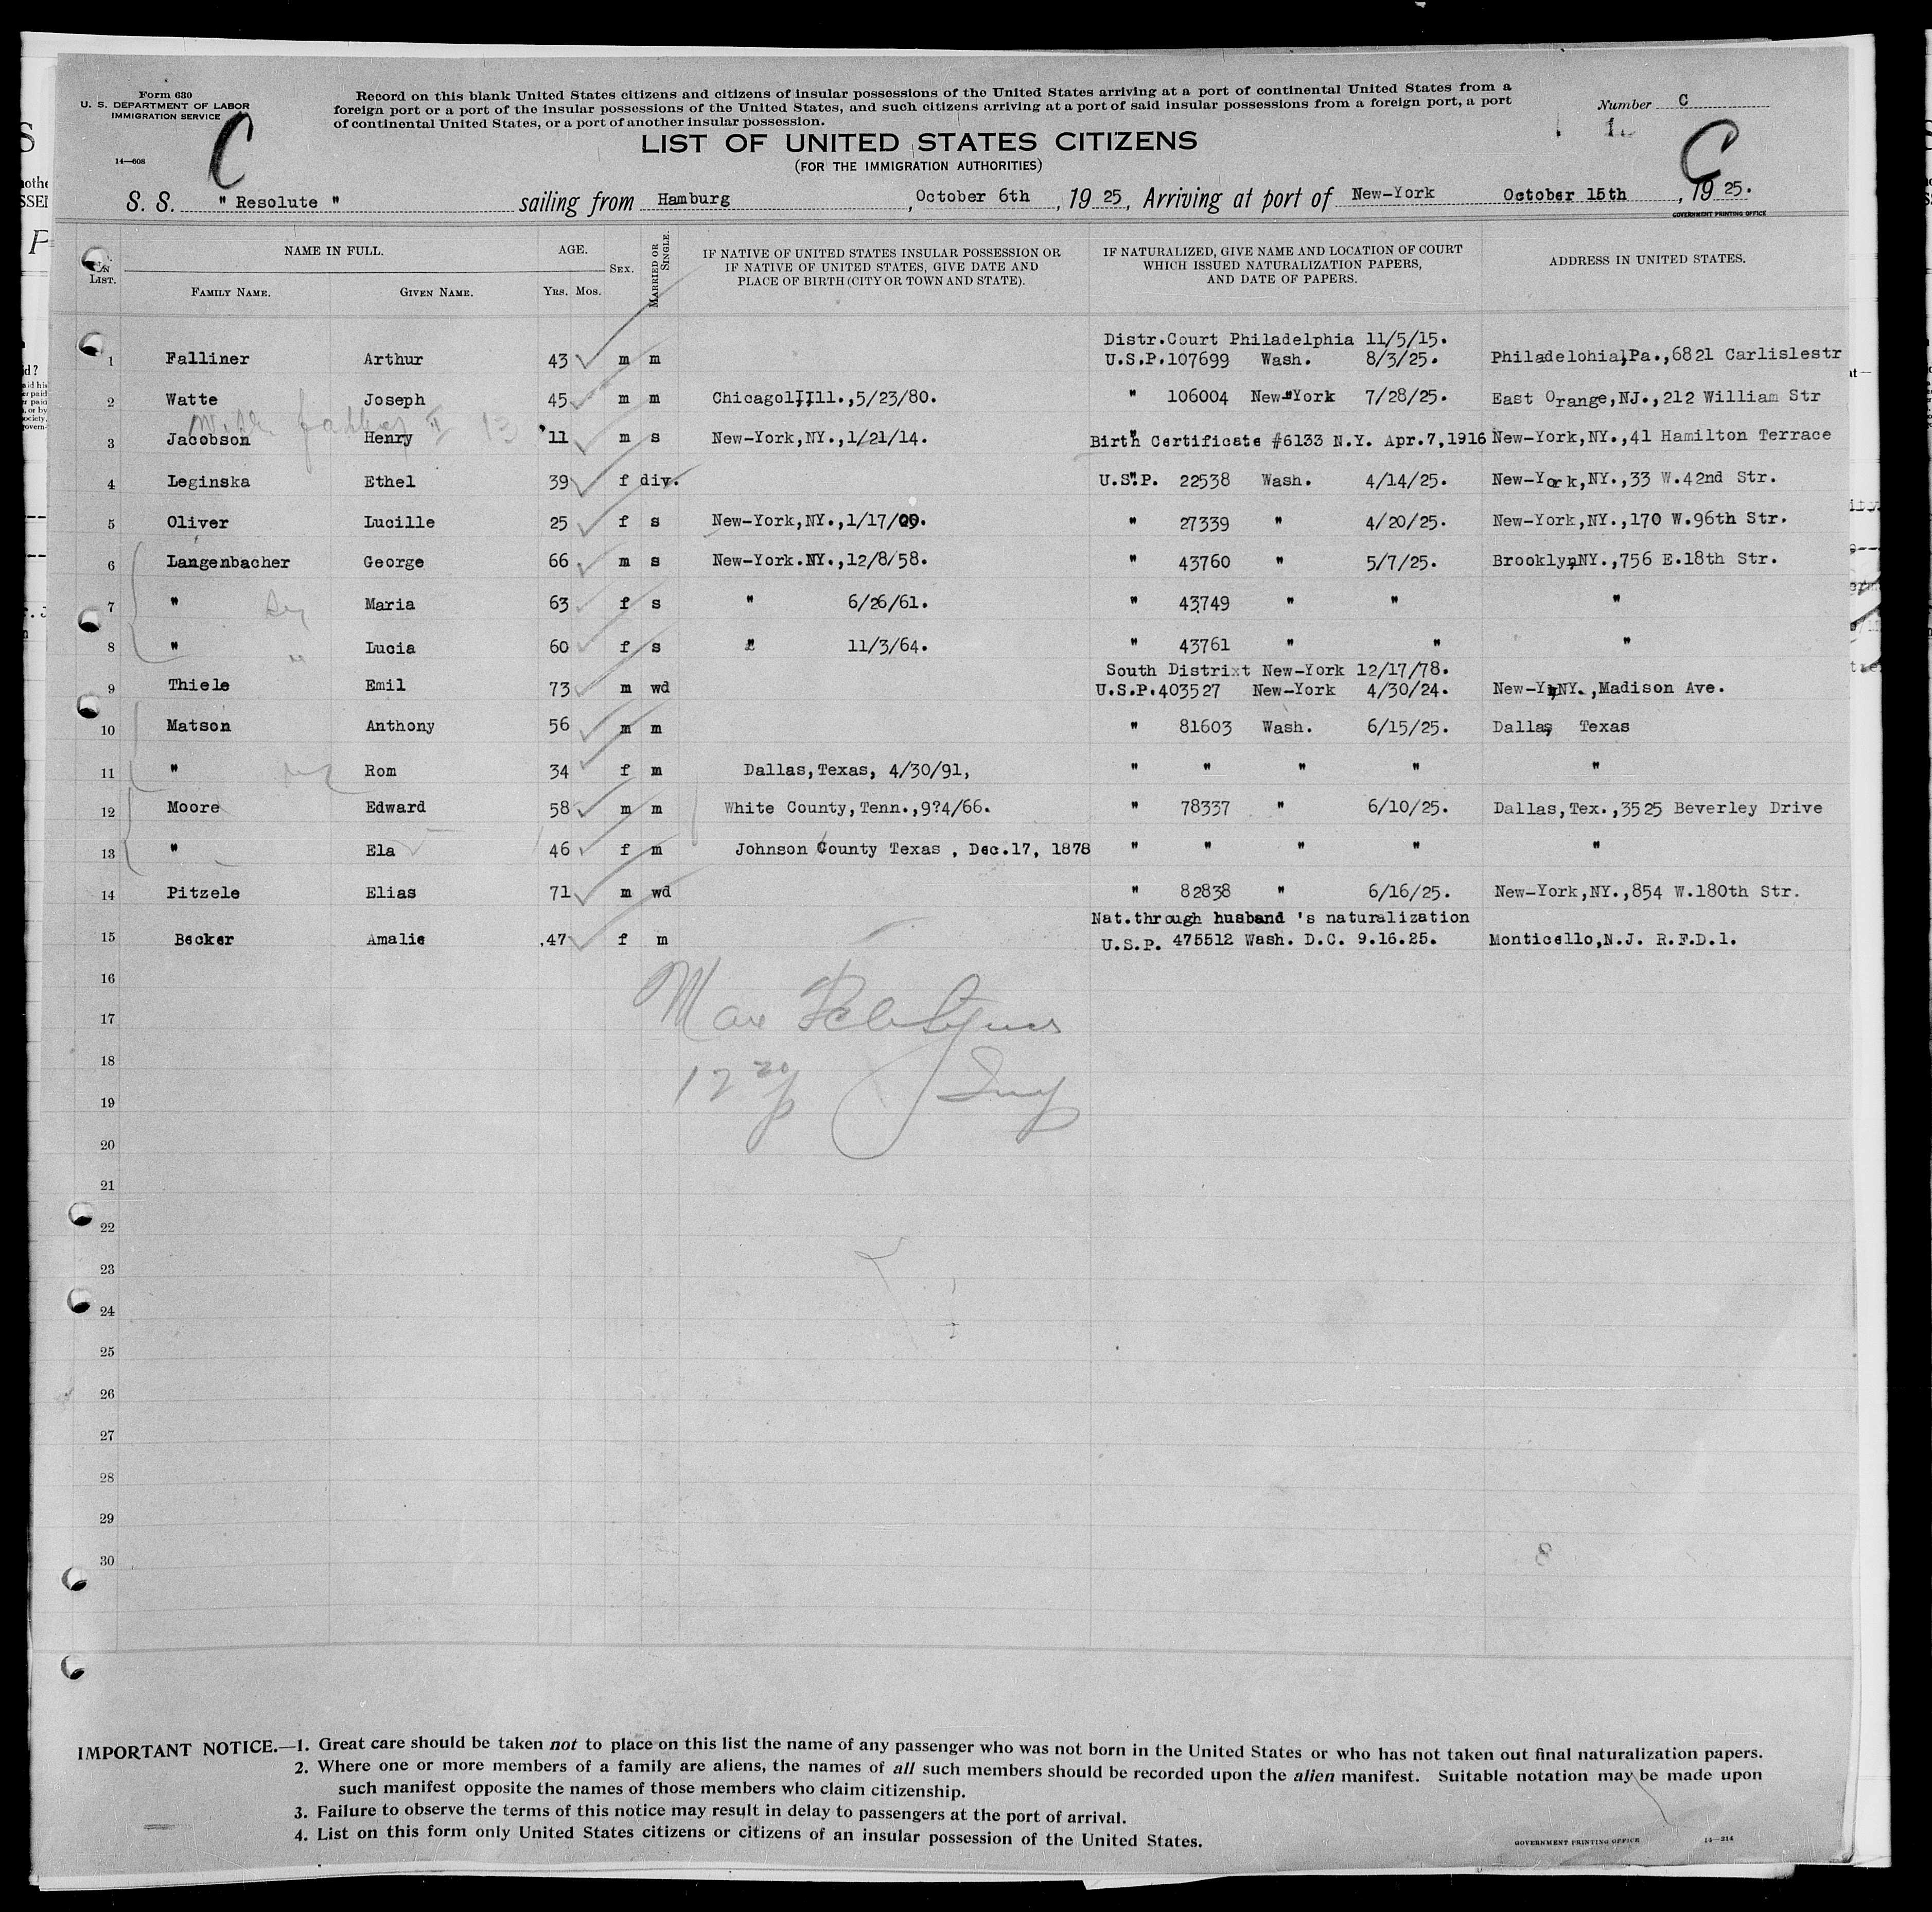 Form 630
U. S. DEPARTMENT OF LABOR
IMMIGRATION SERVICE
14—608
Record on this blank United States citizens and citizens of insular possessions of the United States arriving at a port of continental United States from a
foreign port or a port of the insular possessions of the United States, and such citizens arriving at a port of said insular possessions from a foreign port, a port
of continental United States, or a port of another insular possession.
Number C
1
C
C
LIST OF UNITED STATES CITIZENS
(FOR THE IMMIGRATION AUTHORITIES)
S. S. " Resolute " sailing from Hamburg, October 6th, 19 25, Arriving at port of New-York October 15th, 19 25.
GOVERNMENT PRINTING OFFICE
LIST. NAME IN FULL. AGE. SEX. MARRIED OR SINGLE. IF NATIVE OF UNITED STATES INSULAR POSSESSION OR IF NATIVE OF UNITED STATES, GIVE DATE AND PLACE OF BIRTH (CITY OR TOWN AND STATE). IF NATURALIZED, GIVE NAME AND LOCATION OF COURT WHICH ISSUED NATURALIZATION PAPERS, AND DATE OF PAPERS. ADDRESS IN UNITED STATES.
FAMILY NAME. GIVEN NAME. YRS. MOS.
Distr.Court Philadelphia 11/5/15.
1 Falliner Arthur 43 m m U.S.P.107699 Wash. 8/3/25. Philadelohia,Pa.,6821 Carlislestr
2 Watte Joseph 45 m m Chicago,Ill.,5/23/80. " 106004 New-York 7/28/25. East Orange,NJ.,212 William Str
3 Jacobson Henry 11 m s New-York,NY.,1/21/14. Birth Certificate #6133 N.Y. Apr.7,1916 New-York,NY.,41 Hamilton Terrace
4 Leginska Ethel 39 f div. U.S.P. 22538 Wash. 4/14/25. New-York,NY.,33 W.42nd Str.
5 Oliver Lucille 25 f s New-York,NY.,1/17/00. " 27339 " 4/20/25. New-York,NY.,170 W.96th Str.
6 Langenbacher George 66 m s New-York.NY.,12/8/58. " 43760 " 5/7/25. Brooklyn,NY.,756 E.18th Str.
7 " Maria 63 f s " 6/26/61. " 43749 " " "
8 " Lucia 60 f s " 11/3/64. " 43761 " " "
South Distrixt New-York 12/17/78.
9 Thiele Emil 73 m wd U.S.P.403527 New-York 4/30/24. New-Y,NY.,Madison Ave.
10 Matson Anthony 56 m m " 81603 Wash. 6/15/25. Dallas, Texas
11 " Rom 34 f m Dallas,Texas, 4/30/91, " " " " "
12 Moore Edward 58 m m White County,Tenn.,9?4/66. " 78337 " 6/10/25. Dallas,Tex.,3525 Beverley Drive
13 " Ela 46 f m Johnson County Texas , Dec.17, 1878 " " " " "
14 Pitzele Elias 71 m wd " 82838 " 6/16/25. New-York,NY.,854 W.180th Str.
Nat.through husband 's naturalization
15 Becker Amalie 47 f m U.S.P. 475512 Wash. D.C. 9.16.25. Monticello,N.J. R.F.D.1.
16
17
18
19
20
21
22
23
24
25
26
27
28
29
30
8
IMPORTANT NOTICE.—1. Great care should be taken not to place on this list the name of any passenger who was not born in the United States or who has not taken out final naturalization papers.
2. Where one or more members of a family are aliens, the names of all such members should be recorded upon the alien manifest. Suitable notation may be made upon
such manifest opposite the names of those members who claim citizenship.
3. Failure to observe the terms of this notice may result in delay to passengers at the port of arrival.
4. List on this form only United States citizens or citizens of an insular possession of the United States.
GOVERNMENT PRINTING OFFICE 14—214